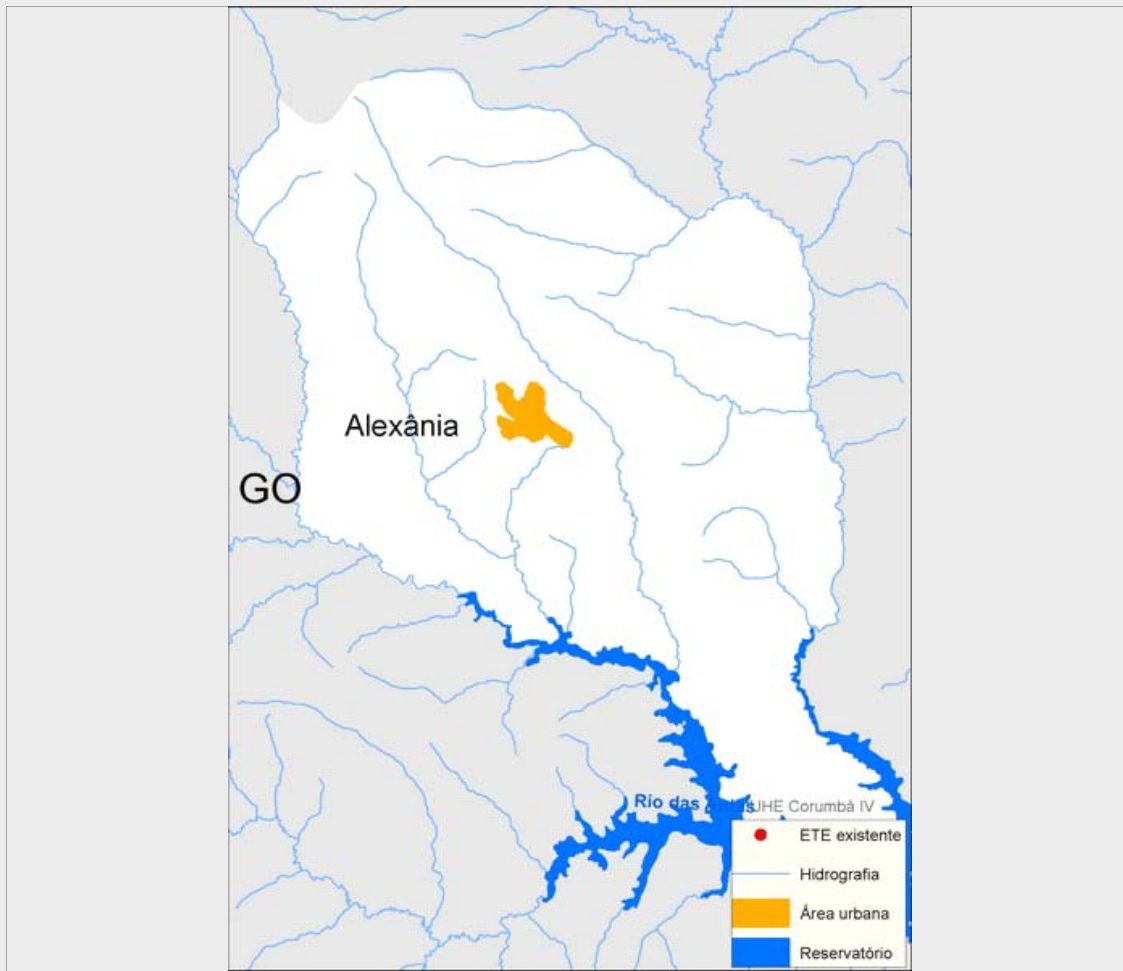 Alexânia
GO
Rio das
UHE Corumbá IV
ETE existente
Hidrografia
Área urbana
Reservatório